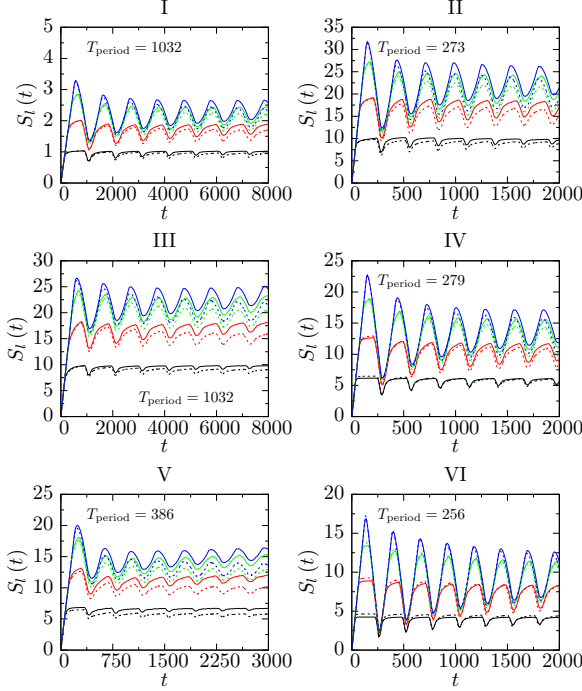 I
S_l (t)
T_period = 1032
5
4
3
2
1
0
0 2000 4000 6000 8000
t
II
S_l (t)
T_period = 273
35
30
25
20
15
10
5
0
0 500 1000 1500 2000
t
III
S_l (t)
30
25
20
15
10
5
0
T_period = 1032
0 2000 4000 6000 8000
t
IV
S_l (t)
T_period = 279
25
20
15
10
5
0
0 500 1000 1500 2000
t
V
S_l (t)
T_period = 386
25
20
15
10
5
0
0 750 1500 2250 3000
t
VI
S_l (t)
T_period = 256
20
15
10
5
0
0 500 1000 1500 2000
t